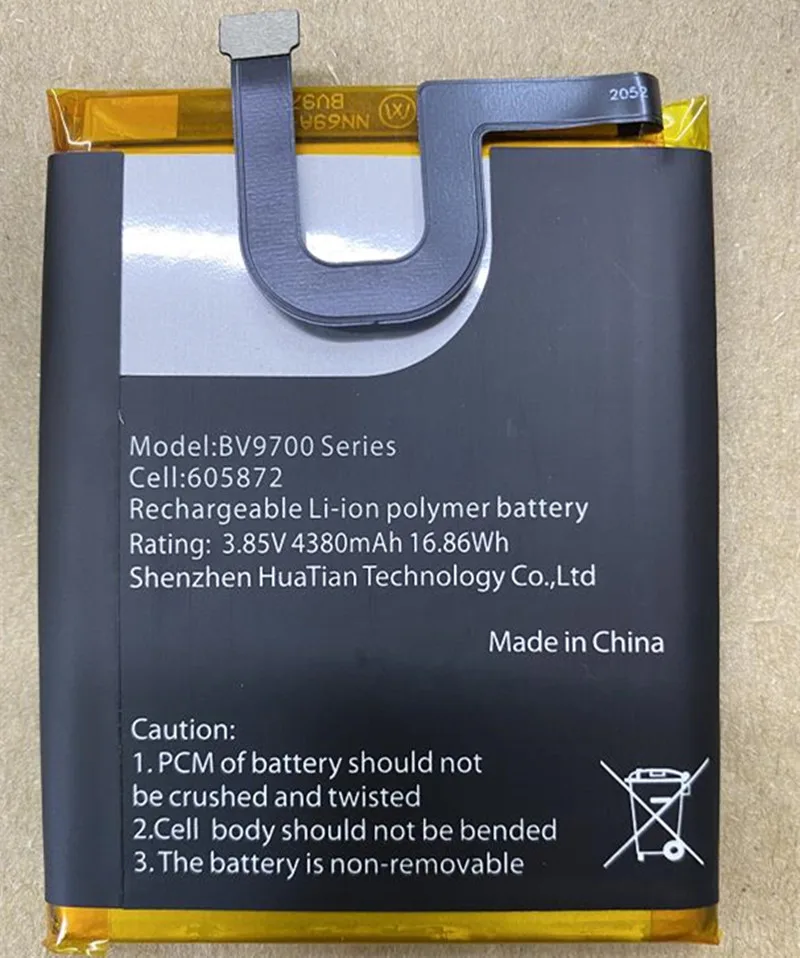 2052
BV97
NN69A
Model:BV9700 Series
Cell:605872
Rechargeable Li-ion polymer battery
Rating: 3.85V 4380mAh 16.86Wh
Shenzhen HuaTian Technology Co.,Ltd
Made in China
Caution:
1. PCM of battery should not
be crushed and twisted
2.Cell body should not be bended
3. The battery is non-removable